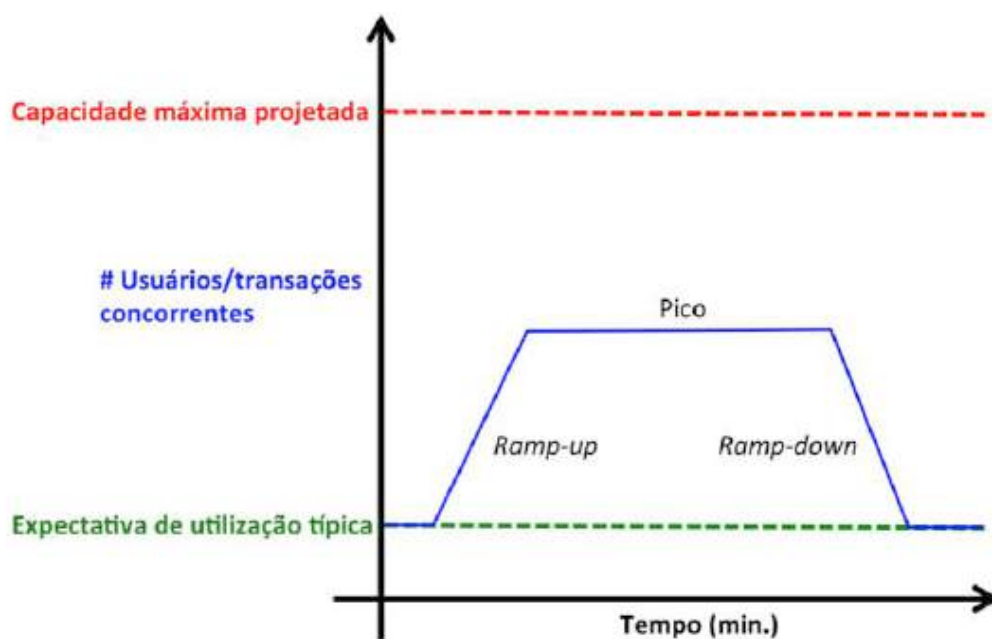 Capacidade máxima projetada
# Usuários/transações
concorrentes
Pico
Ramp-up
Ramp-down
Expectativa de utilização típica
Tempo (min.)